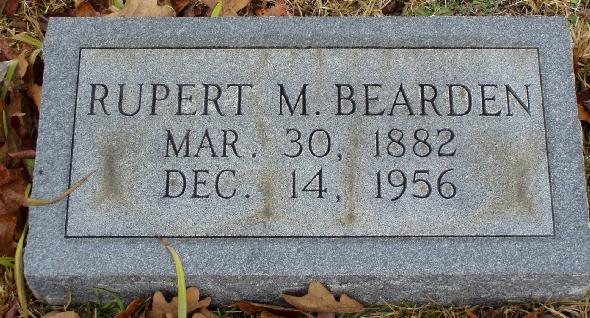 RUPERT M. BEARDEN
MAR. 30, 1882
DEC. 14, 1956